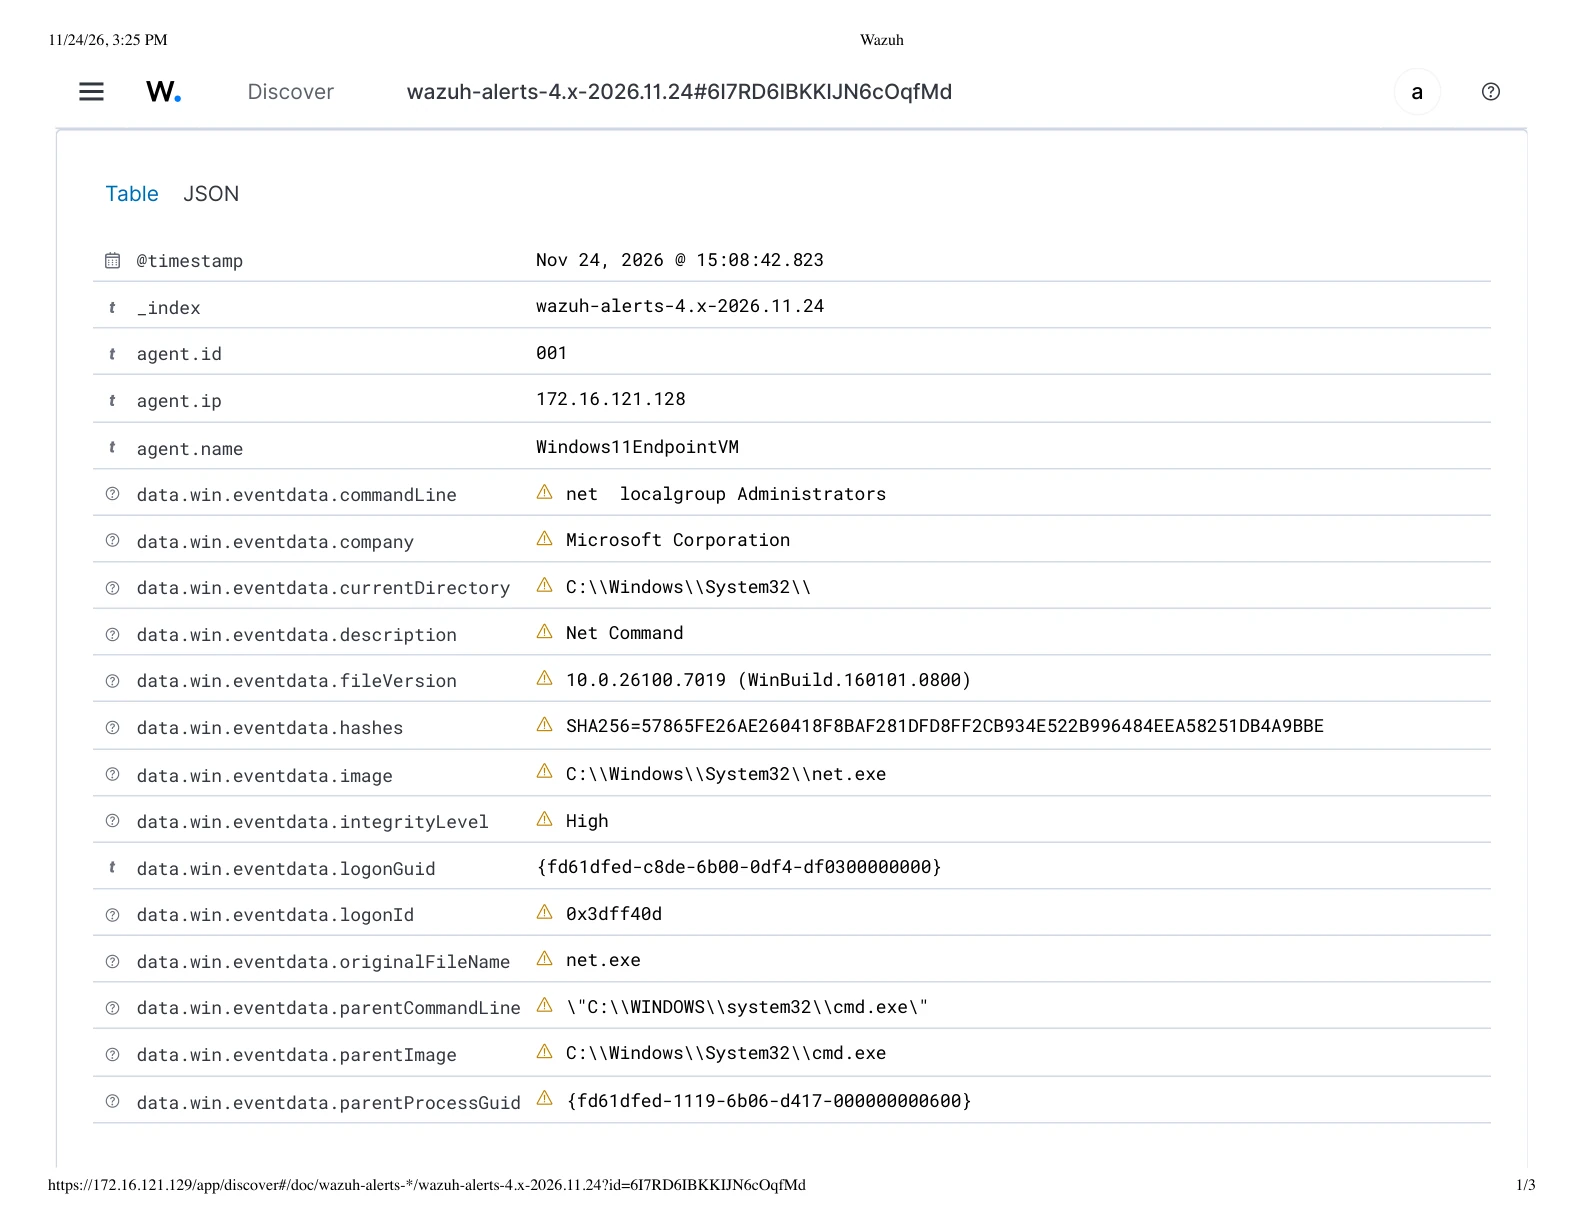 11/24/26, 3:25 PM Wazuh
W. Discover wazuh-alerts-4.x-2026.11.24#6I7RD6IBKKIJN6cOqfMd a
Table JSON
@timestamp Nov 24, 2026 @ 15:08:42.823
t _index wazuh-alerts-4.x-2026.11.24
t agent.id 001
t agent.ip 172.16.121.128
t agent.name Windows11EndpointVM
data.win.eventdata.commandLine net  localgroup Administrators
data.win.eventdata.company Microsoft Corporation
data.win.eventdata.currentDirectory C:\\Windows\\System32\\
data.win.eventdata.description Net Command
data.win.eventdata.fileVersion 10.0.26100.7019 (WinBuild.160101.0800)
data.win.eventdata.hashes SHA256=57865FE26AE260418F8BAF281DFD8FF2CB934E522B996484EEA58251DB4A9BBE
data.win.eventdata.image C:\\Windows\\System32\\net.exe
data.win.eventdata.integrityLevel High
t data.win.eventdata.logonGuid {fd61dfed-c8de-6b00-0df4-df0300000000}
data.win.eventdata.logonId 0x3dff40d
data.win.eventdata.originalFileName net.exe
data.win.eventdata.parentCommandLine \"C:\\WINDOWS\\system32\\cmd.exe\"
data.win.eventdata.parentImage C:\\Windows\\System32\\cmd.exe
data.win.eventdata.parentProcessGuid {fd61dfed-1119-6b06-d417-000000000600}
https://172.16.121.129/app/discover#/doc/wazuh-alerts-*/wazuh-alerts-4.x-2026.11.24?id=6I7RD6IBKKIJN6cOqfMd 1/3